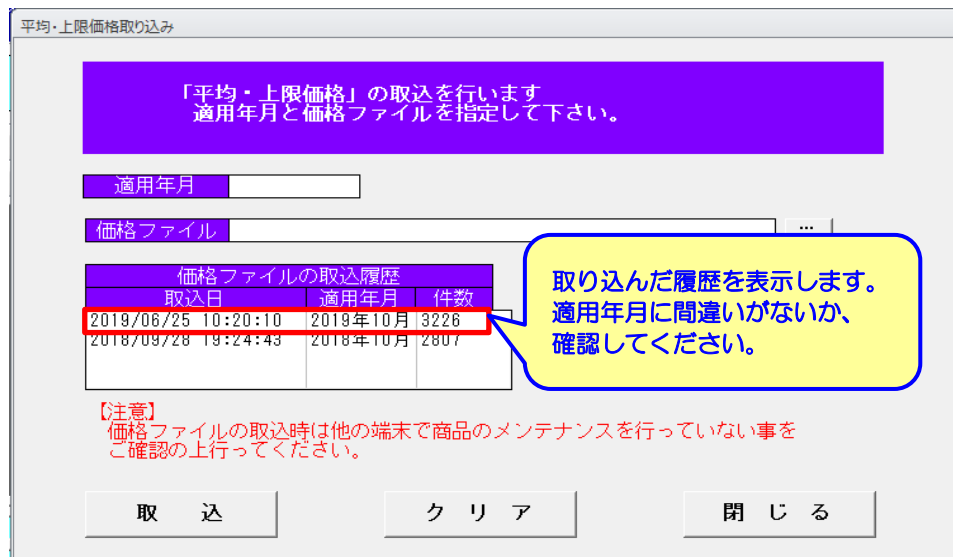 平均・上限価格取り込み
「平均・上限価格」の取込を行います
適用年月と価格ファイルを指定して下さい。
適用年月
価格ファイル
...
価格ファイルの取込履歴
取込日 適用年月 件数
2019/06/25 10:20:10 2019年10月 3226
2018/09/28 19:24:43 2018年10月 2807
取り込んだ履歴を表示します。
適用年月に間違いがないか、
確認してください。
【注意】
価格ファイルの取込時は他の端末で商品のメンテナンスを行っていない事を
ご確認の上行ってください。
取 込
ク リ ア
閉 じ る